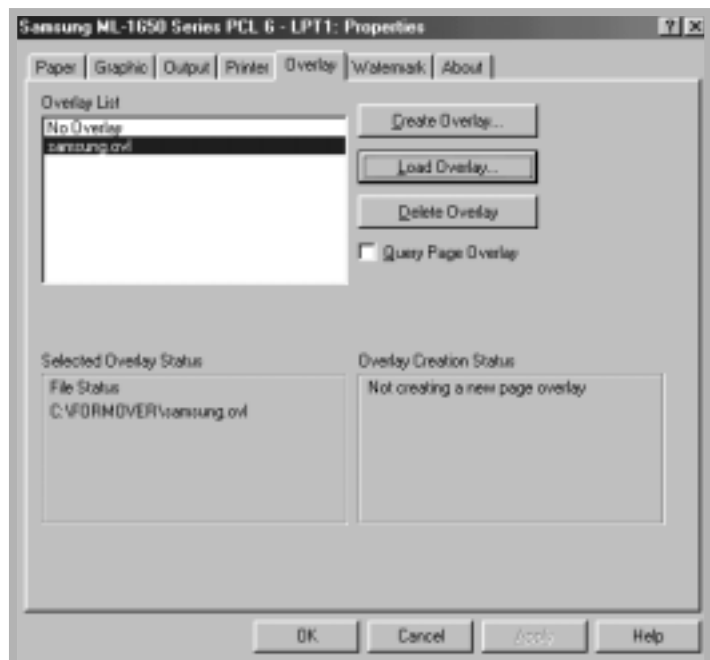 Samsung ML-1650 Series PCL 6 - LPT1: Properties
Paper Graphic Output Printer Overlay Watermark About
Overlay List
No Overlay
samsung.ovl
Create Overlay...
Load Overlay...
Delete Overlay
Query Page Overlay
Selected Overlay Status
File Status
C:\FORMOVER\samsung.ovl
Overlay Creation Status
Not creating a new page overlay
OK Cancel Apply Help